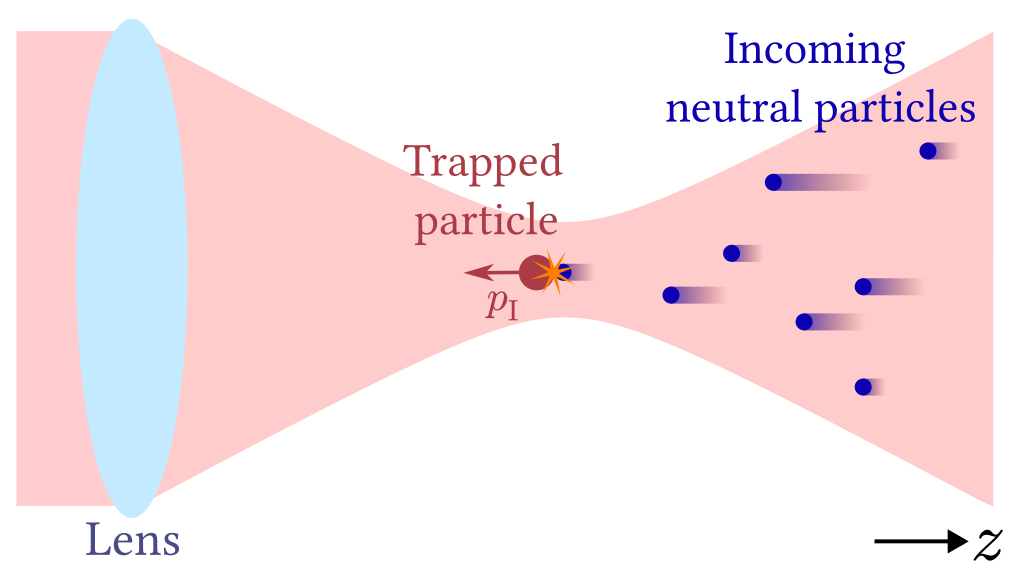 Incoming
neutral particles
Trapped
particle
p_I
Lens
z